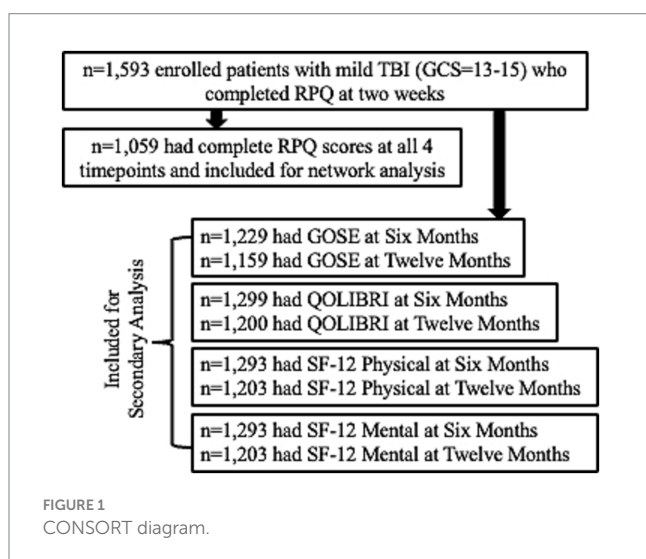 n=1,593 enrolled patients with mild TBI (GCS=13-15) who
completed RPQ at two weeks
n=1,059 had complete RPQ scores at all 4
timepoints and included for network analysis
Included for
Secondary Analysis
n=1,229 had GOSE at Six Months
n=1,159 had GOSE at Twelve Months
n=1,299 had QOLIBRI at Six Months
n=1,200 had QOLIBRI at Twelve Months
n=1,293 had SF-12 Physical at Six Months
n=1,203 had SF-12 Physical at Twelve Months
n=1,293 had SF-12 Mental at Six Months
n=1,203 had SF-12 Mental at Twelve Months
FIGURE 1
CONSORT diagram.